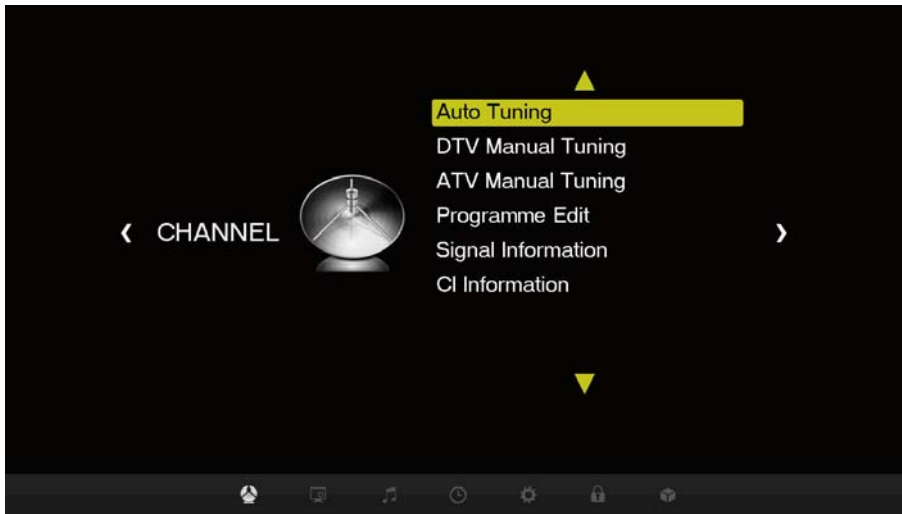 CHANNEL
Auto Tuning
DTV Manual Tuning
ATV Manual Tuning
Programme Edit
Signal Information
CI Information